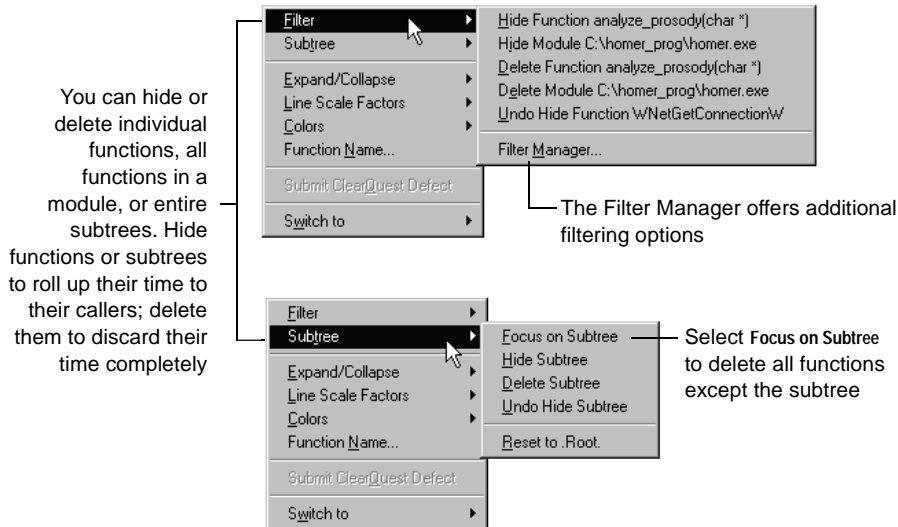 You can hide or
delete individual
functions, all
functions in a
module, or entire
subtrees. Hide
functions or subtrees
to roll up their time to
their callers; delete
them to discard their
time completely
Filter
Subtree
Expand/Collapse
Line Scale Factors
Colors
Function Name...
Submit ClearQuest Defect
Switch to
Hide Function analyze_prosody(char *)
Hide Module C:\homer_prog\homer.exe
Delete Function analyze_prosody(char *)
Delete Module C:\homer_prog\homer.exe
Undo Hide Function WNetGetConnectionW
Filter Manager...
The Filter Manager offers additional
filtering options
Filter
Subtree
Expand/Collapse
Line Scale Factors
Colors
Function Name...
Submit ClearQuest Defect
Switch to
Focus on Subtree
Hide Subtree
Delete Subtree
Undo Hide Subtree
Reset to .Root.
Select Focus on Subtree
to delete all functions
except the subtree